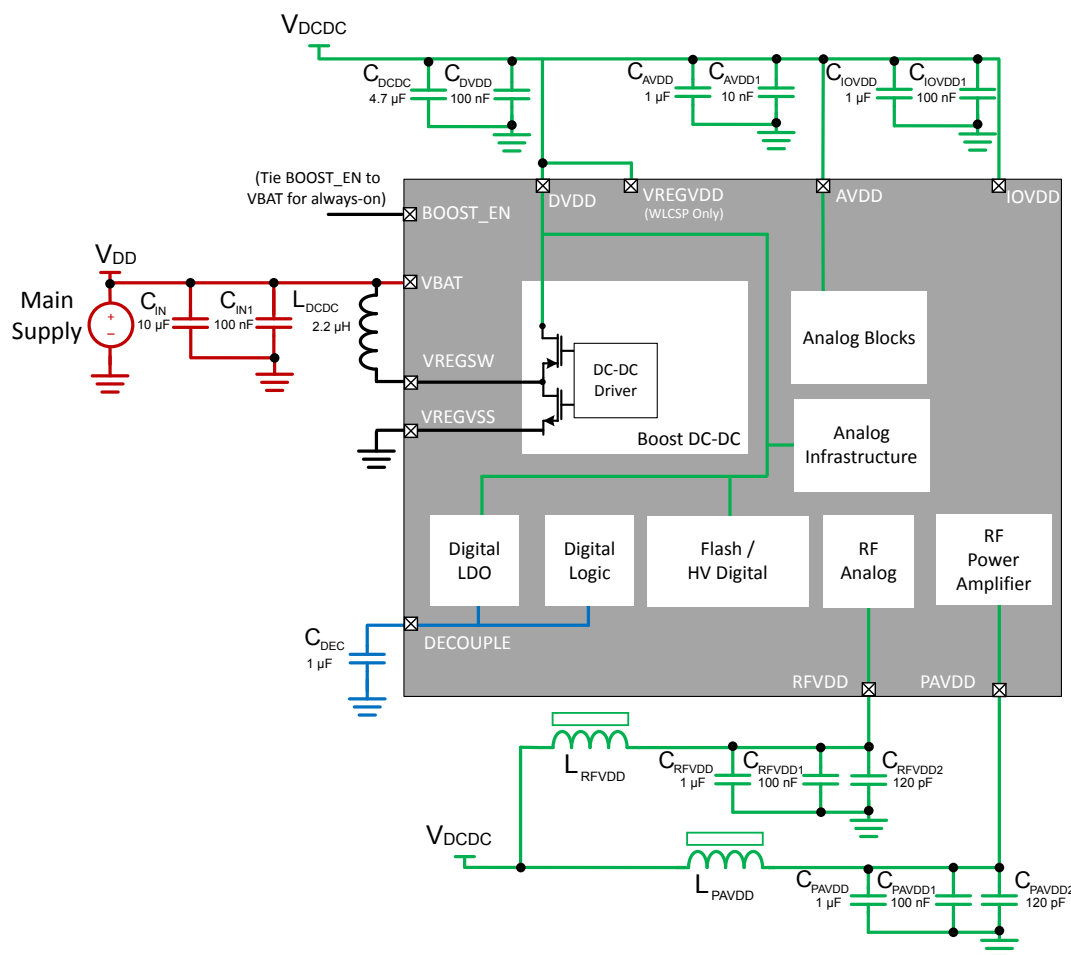 VDCDC
CDCDC
4.7 µF
CDVDD
100 nF
CAVDD
1 µF
CAVDD1
10 nF
CIOVDD
1 µF
CIOVDD1
100 nF
(Tie BOOST_EN to
VBAT for always-on)
DVDD
VREGVDD
(WLCSP Only)
AVDD
IOVDD
BOOST_EN
VDD
Main
Supply
+
–
CIN
10 µF
CIN1
100 nF
LDCDC
2.2 µH
VBAT
VREGSW
VREGVSS
DC-DC
Driver
Boost DC-DC
Analog Blocks
Analog
Infrastructure
Digital
LDO
Digital
Logic
Flash /
HV Digital
RF
Analog
RF
Power
Amplifier
CDEC
1 µF
DECOUPLE
RFVDD
PAVDD
LRFVDD
CRFVDD
1 µF
CRFVDD1
100 nF
CRFVDD2
120 pF
VDCDC
LPAVDD
CPAVDD
1 µF
CPAVDD1
100 nF
CPAVDD2
120 pF